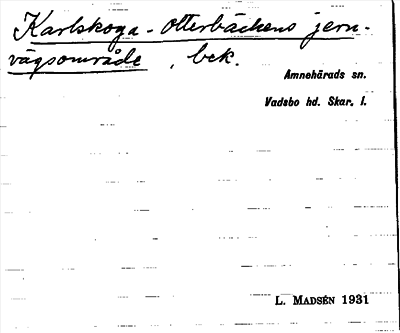 Karlskoga-Otterbäckens jern-
vägsområde, bek.
Amnehärads sn.
Vadsbo hd. Skar. l.
L. MADSÉN 1931